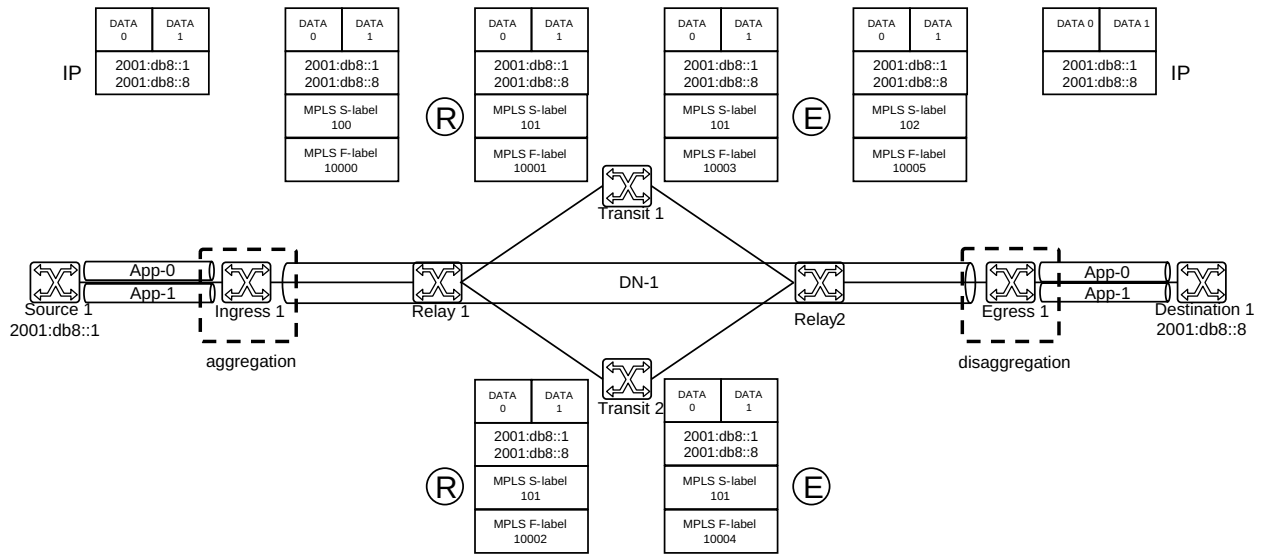 IP
DATA 0
DATA 1
2001:db8::1
2001:db8::8
DATA 0
DATA 1
2001:db8::1
2001:db8::8
MPLS S-label
100
MPLS F-label
10000
R
DATA 0
DATA 1
2001:db8::1
2001:db8::8
MPLS S-label
101
MPLS F-label
10001
DATA 0
DATA 1
2001:db8::1
2001:db8::8
MPLS S-label
101
MPLS F-label
10003
E
DATA 0
DATA 1
2001:db8::1
2001:db8::8
MPLS S-label
102
MPLS F-label
10005
DATA 0
DATA 1
2001:db8::1
2001:db8::8
IP
Transit 1
App-0
App-1
DN-1
App-0
App-1
Source 1
2001:db8::1
Ingress 1
Relay 1
Relay2
Egress 1
Destination 1
2001:db8::8
aggregation
disaggregation
Transit 2
R
DATA 0
DATA 1
2001:db8::1
2001:db8::8
MPLS S-label
101
MPLS F-label
10002
DATA 0
DATA 1
2001:db8::1
2001:db8::8
MPLS S-label
101
MPLS F-label
10004
E